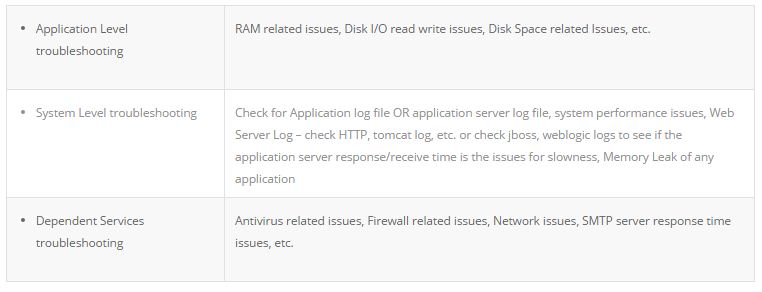 • Application Level
troubleshooting
RAM related issues, Disk I/O read write issues, Disk Space related Issues, etc.
• System Level troubleshooting
Check for Application log file OR application server log file, system performance issues, Web
Server Log – check HTTP, tomcat log, etc. or check jboss, weblogic logs to see if the
application server response/receive time is the issues for slowness, Memory Leak of any
application
• Dependent Services
troubleshooting
Antivirus related issues, Firewall related issues, Network issues, SMTP server response time
issues, etc.